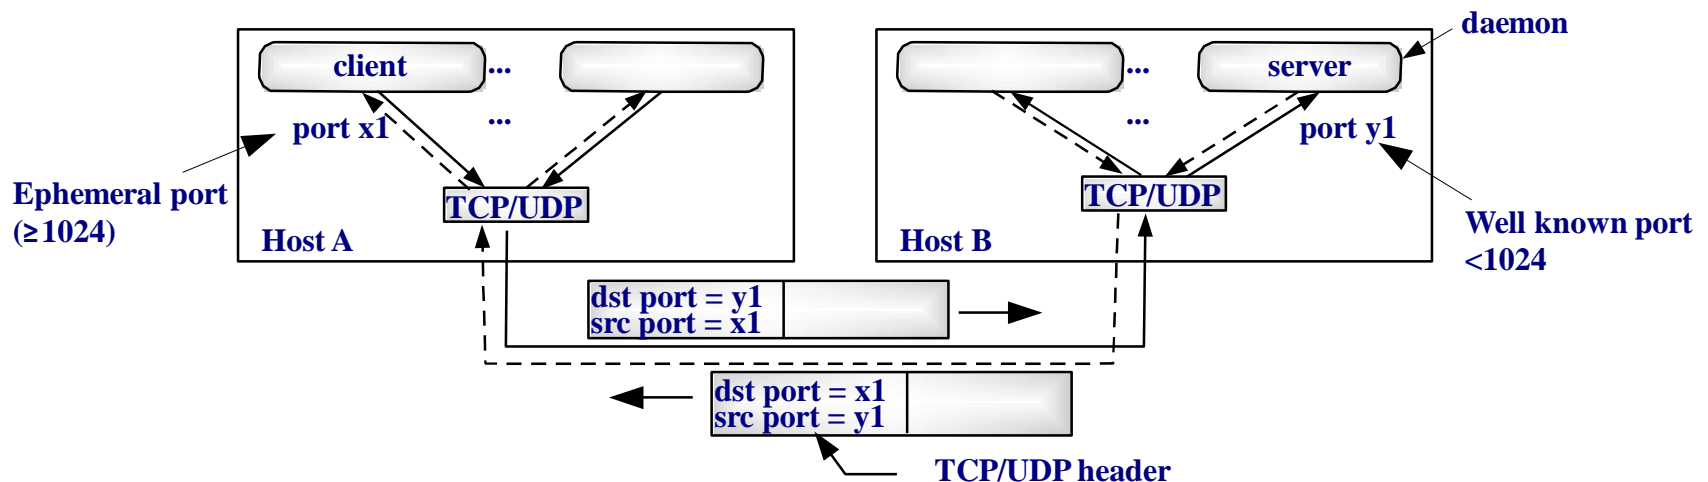 daemon
client
...
...
server
port x1
...
...
port y1
Ephemeral port
(≥1024)
TCP/UDP
TCP/UDP
Well known port
<1024
Host A
Host B
dst port = y1
src port = x1
dst port = x1
src port = y1
TCP/UDP header